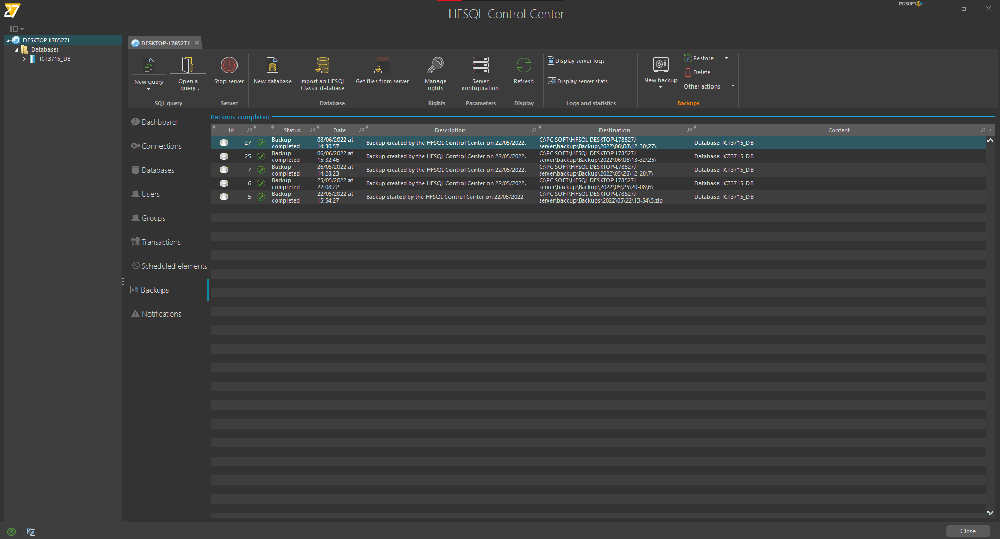 27
HFSQL Control Center
PC SOFT
DESKTOP-L78527J
Databases
ICT3715_DB
DESKTOP-L78527J
New query
Open a
query
SQL query
Stop server
Server
New database
Import an HFSQL
Classic database
Get files from server
Database
Manage
rights
Rights
Server
configuration
Parameters
Refresh
Display
Display server logs
Display server stats
Logs and statistics
New backup
Restore
Delete
Other actions
Backups
Dashboard
Connections
Databases
Users
Groups
Transactions
Scheduled elements
Backups
Notifications
Backups completed
Id Status Date Description Destination Content
27 Backup completed 08/06/2022 at 14:30:57 Backup created by the HFSQL Control Center on 22/05/2022. C:\PC SOFT\HFSQL DESKTOP-L78527J server\backup\Backup\2022\06\08\12-30\27\ Database: ICT3715_DB
25 Backup completed 06/06/2022 at 15:32:46 Backup created by the HFSQL Control Center on 22/05/2022. C:\PC SOFT\HFSQL DESKTOP-L78527J server\backup\Backup\2022\06\06\13-32\25\ Database: ICT3715_DB
7 Backup completed 26/05/2022 at 14:28:23 Backup created by the HFSQL Control Center on 22/05/2022. C:\PC SOFT\HFSQL DESKTOP-L78527J server\backup\Backup\2022\05\26\12-28\7\ Database: ICT3715_DB
6 Backup completed 25/05/2022 at 22:08:22 Backup created by the HFSQL Control Center on 22/05/2022. C:\PC SOFT\HFSQL DESKTOP-L78527J server\backup\Backup\2022\05\25\20-08\6\ Database: ICT3715_DB
5 Backup completed 22/05/2022 at 15:54:27 Backup started by the HFSQL Control Center on 22/05/2022. C:\PC SOFT\HFSQL DESKTOP-L78527J server\backup\Backups\2022\05\22\13-54\5.zip Database: ICT3715_DB
Close